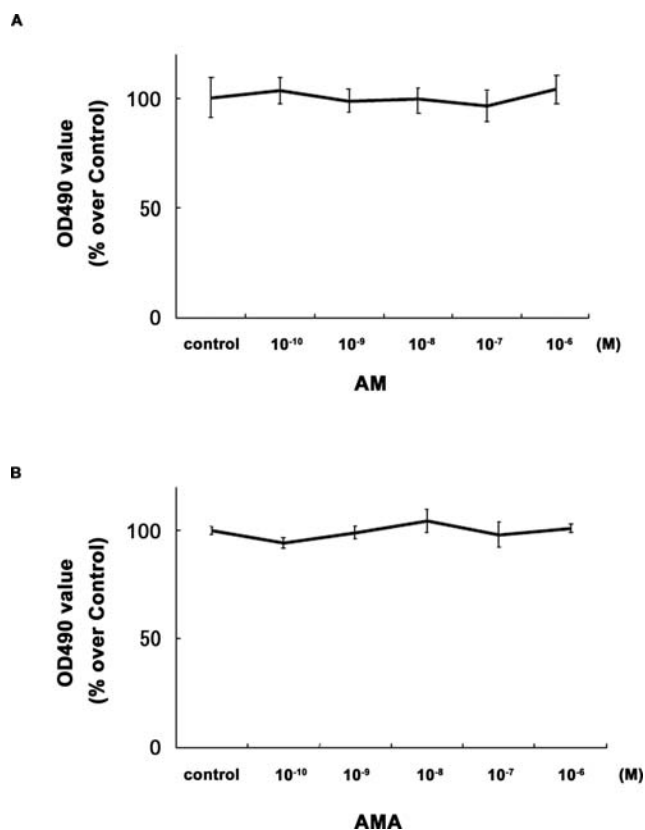 A
OD490 value
(% over Control)
100
50
0
control 10⁻¹⁰ 10⁻⁹ 10⁻⁸ 10⁻⁷ 10⁻⁶ (M)
AM
B
OD490 value
(% over Control)
100
50
0
control 10⁻¹⁰ 10⁻⁹ 10⁻⁸ 10⁻⁷ 10⁻⁶ (M)
AMA